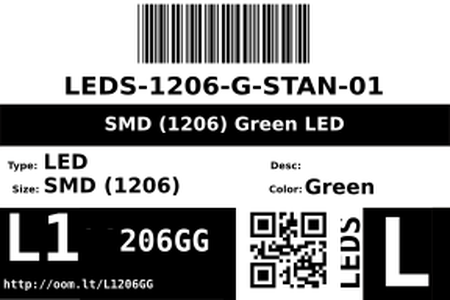 LEDS-1206-G-STAN-01
SMD (1206) Green LED
Type: LED
Desc:
Size: SMD (1206)
Color: Green
L1 206GG
http://oom.lt/L1206GG
LEDS
L